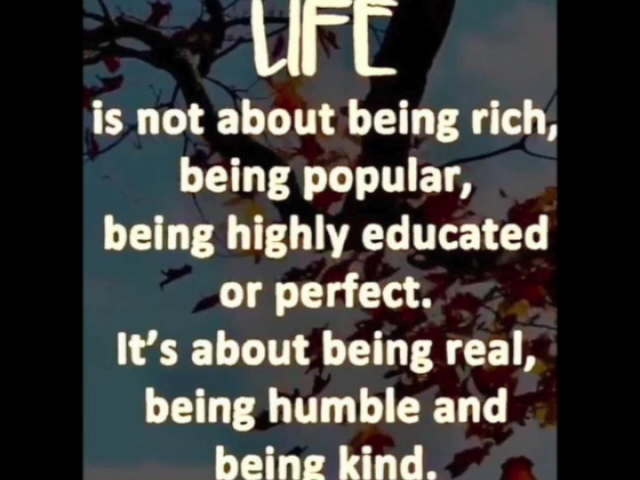 LIFE
is not about being rich,
being popular,
being highly educated
or perfect.
It's about being real,
being humble and
being kind.